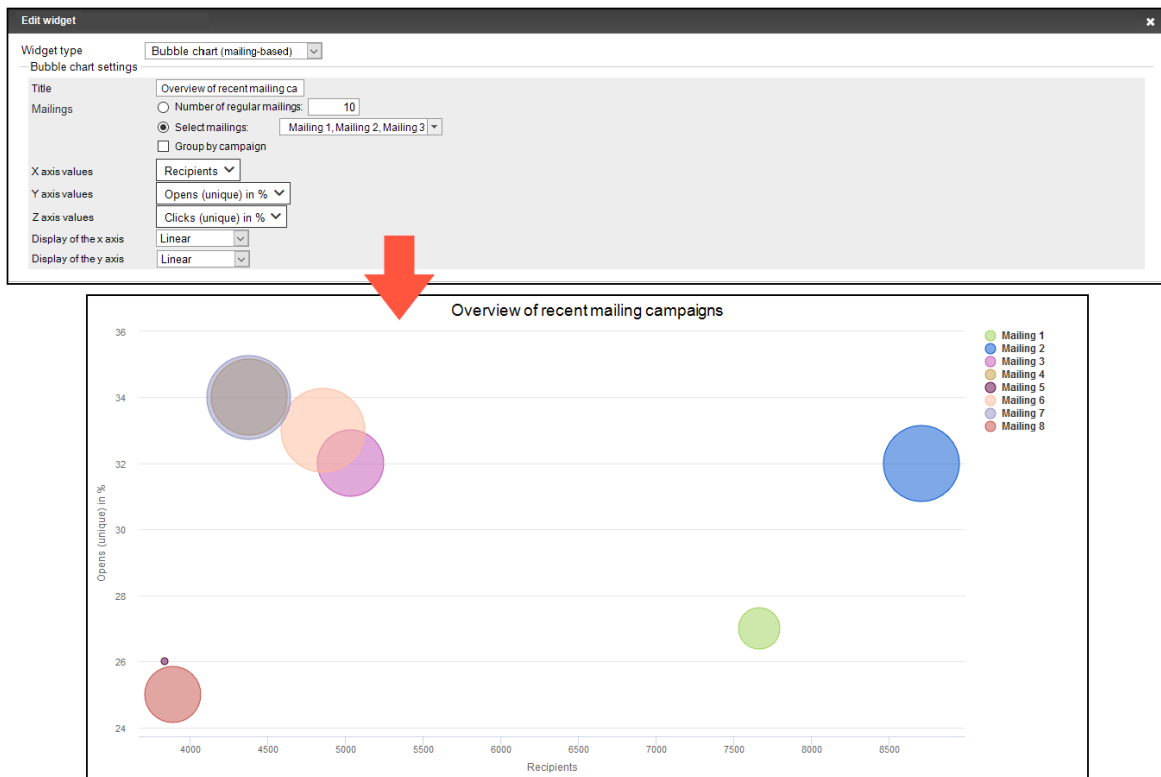 Edit widget
Widget type Bubble chart (mailing-based)
Bubble chart settings
Title Overview of recent mailing ca
Mailings Number of regular mailings: 10
Select mailings: Mailing 1, Mailing 2, Mailing 3
Group by campaign
X axis values Recipients
Y axis values Opens (unique) in %
Z axis values Clicks (unique) in %
Display of the x axis Linear
Display of the y axis Linear
Overview of recent mailing campaigns
36
34
32
30
28
26
24
Opens (unique) in %
Mailing 1
Mailing 2
Mailing 3
Mailing 4
Mailing 5
Mailing 6
Mailing 7
Mailing 8
4000 4500 5000 5500 6000 6500 7000 7500 8000 8500
Recipients